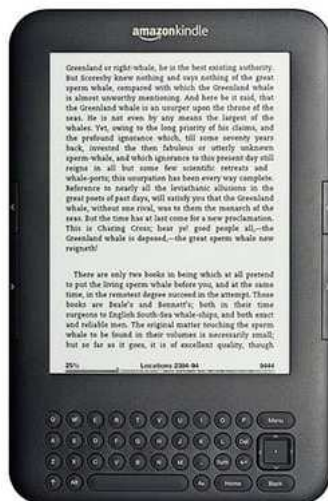 amazonkindle
Greenland or right-whale, he is the best existing authority.
But Scoresby knew nothing and says nothing of the great
sperm whale, compared with which the Greenland whale
is almost unworthy mentioning. And here be it said, that
the Greenland whale is an usurper upon the throne of the
seas. He is not even by any means the largest of the
whales. Yet, owing to the long priority of his claims, and
the profound ignorance which, till some seventy years
back, invested the then fabulous or utterly unknown
sperm-whale, and which ignorance to this present day still
reigns in all but some few scientific retreats and
whale-ports; this usurpation has been every way complete.
Reference to nearly all the leviathanic allusions in the
great poets of past days, will satisfy you that the Greenland
whale, without one rival, was to them the monarch of the
seas. But the time has at last come for a new proclamation.
This is Charing Cross; hear ye! good people all,—the
Greenland whale is deposed,—the great sperm whale now
reigneth!
There are only two books in being which at all pretend
to put the living sperm whale before you, and at the same
time, in the remotest degree succeed in the attempt. Those
books are Beale's and Bennett's; both in their time
surgeons to English South-Sea whale-ships, and both exact
and reliable men. The original matter touching the sperm
whale to be found in their volumes is necessarily small;
but so far as it goes, it is of excellent quality, though
25% Locations 2384-94 9444
Q W E R T Y U I O P Menu
A S D F G H J K L Del
Z X C V B N M . Sym
Alt Aa Home Back